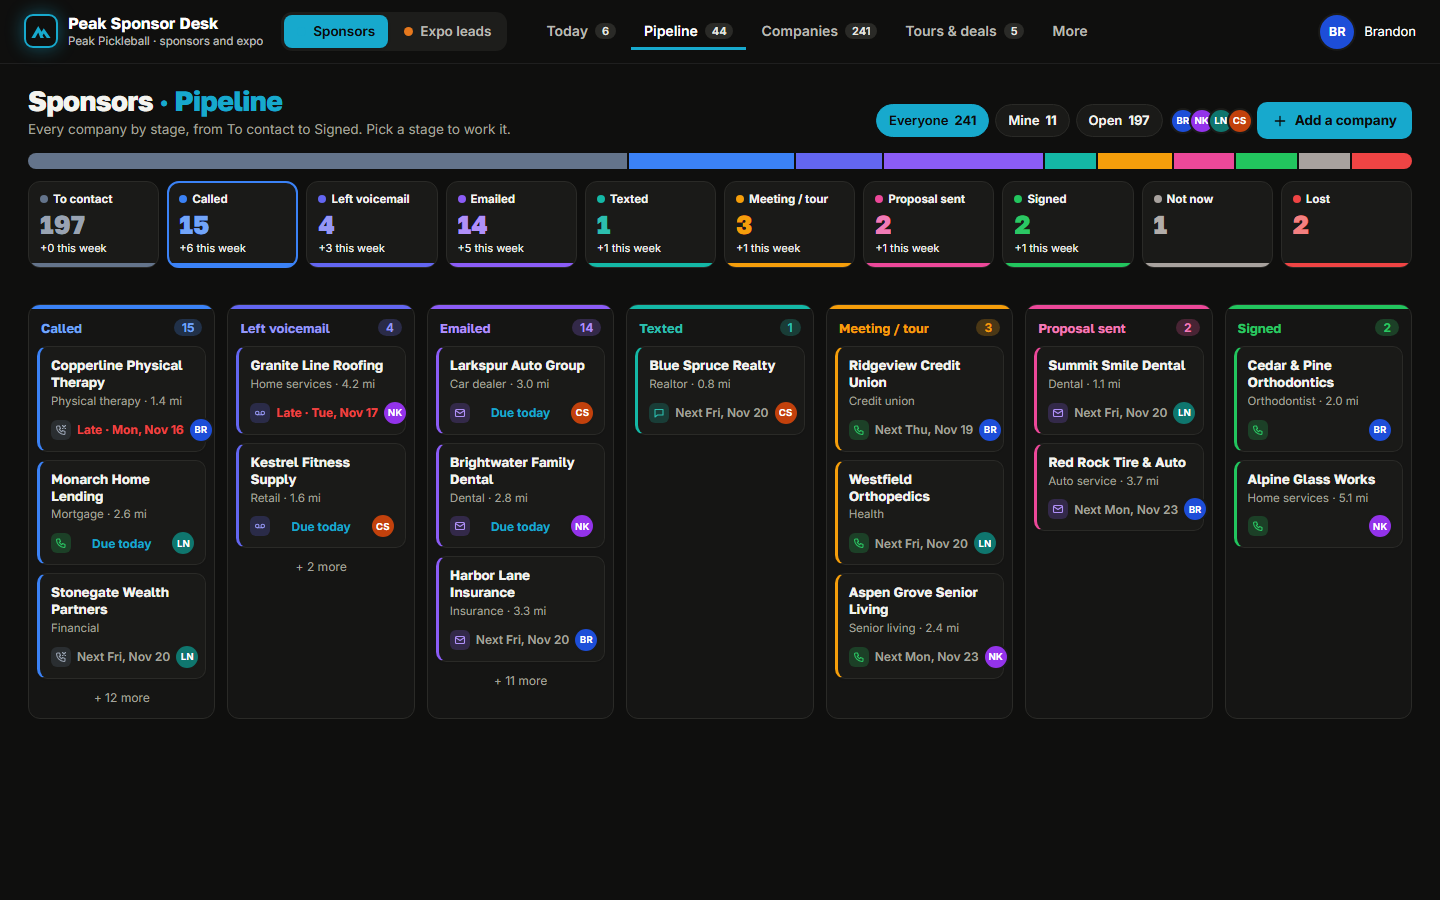 Peak Sponsor Desk
Peak Pickleball · sponsors and expo
Sponsors
Expo leads
Today 6
Pipeline 44
Companies 241
Tours & deals 5
More
BR
Brandon
Sponsors · Pipeline
Every company by stage, from To contact to Signed. Pick a stage to work it.
Everyone 241
Mine 11
Open 197
BR NK LN CS
+ Add a company
To contact
197
+0 this week
Called
15
+6 this week
Left voicemail
4
+3 this week
Emailed
14
+5 this week
Texted
1
+1 this week
Meeting / tour
3
+1 this week
Proposal sent
2
+1 this week
Signed
2
+1 this week
Not now
1
Lost
2
Called 15
Copperline Physical
Therapy
Physical therapy · 1.4 mi
Late · Mon, Nov 16 BR
Monarch Home
Lending
Mortgage · 2.6 mi
Due today LN
Stonegate Wealth
Partners
Financial
Next Fri, Nov 20 LN
+ 12 more
Left voicemail 4
Granite Line Roofing
Home services · 4.2 mi
Late · Tue, Nov 17 NK
Kestrel Fitness
Supply
Retail · 1.6 mi
Due today CS
+ 2 more
Emailed 14
Larkspur Auto Group
Car dealer · 3.0 mi
Due today CS
Brightwater Family
Dental
Dental · 2.8 mi
Due today NK
Harbor Lane
Insurance
Insurance · 3.3 mi
Next Fri, Nov 20 BR
+ 11 more
Texted 1
Blue Spruce Realty
Realtor · 0.8 mi
Next Fri, Nov 20 CS
Meeting / tour 3
Ridgeview Credit
Union
Credit union
Next Thu, Nov 19 BR
Westfield
Orthopedics
Health
Next Fri, Nov 20 LN
Aspen Grove Senior
Living
Senior living · 2.4 mi
Next Mon, Nov 23 NK
Proposal sent 2
Summit Smile Dental
Dental · 1.1 mi
Next Fri, Nov 20 LN
Red Rock Tire & Auto
Auto service · 3.7 mi
Next Mon, Nov 23 BR
Signed 2
Cedar & Pine
Orthodontics
Orthodontist · 2.0 mi
BR
Alpine Glass Works
Home services · 5.1 mi
NK